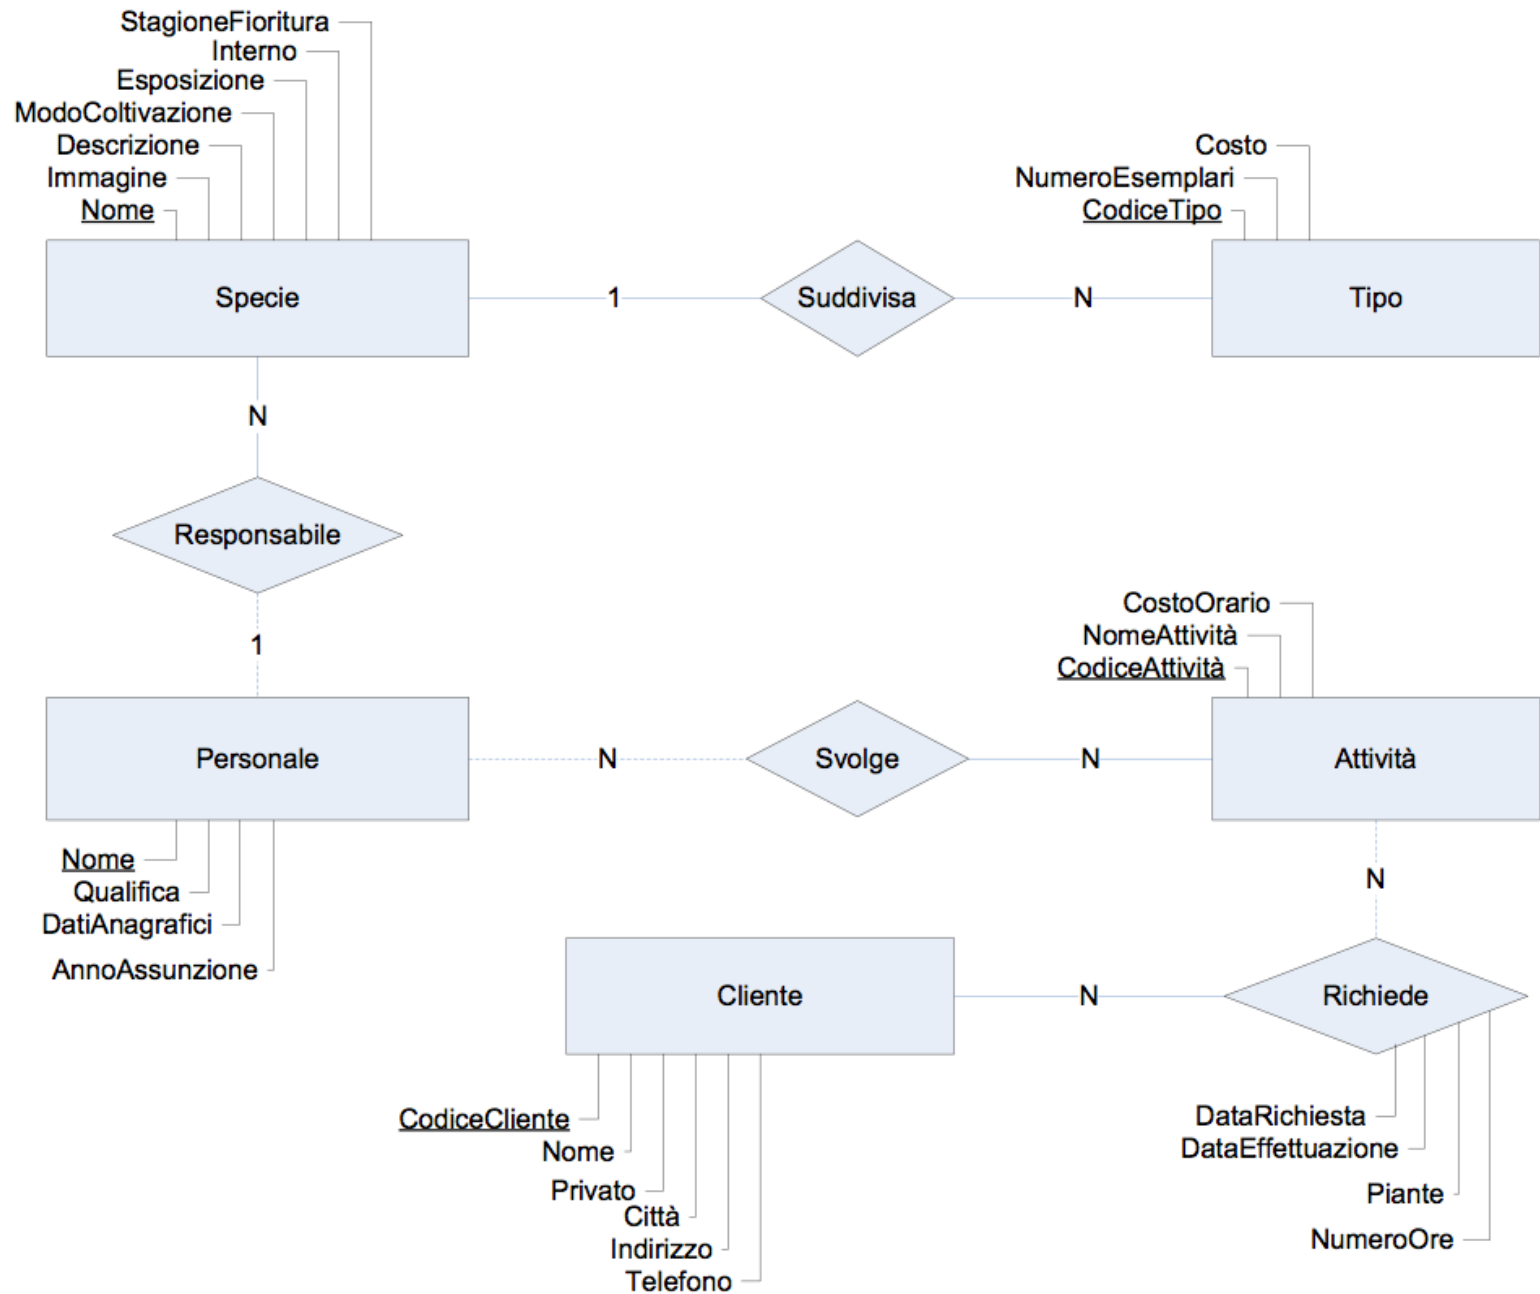 StagioneFioritura
Interno
Esposizione
ModoColtivazione
Descrizione
Immagine
Nome
Costo
NumeroEsemplari
CodiceTipo
Specie
1
Suddivisa
N
Tipo
N
Responsabile
1
CostoOrario
NomeAttività
CodiceAttività
Personale
N
Svolge
N
Attività
Nome
Qualifica
DatiAnagrafici
AnnoAssunzione
N
Cliente
N
Richiede
CodiceCliente
Nome
Privato
Città
Indirizzo
Telefono
DataRichiesta
DataEffettuazione
Piante
NumeroOre